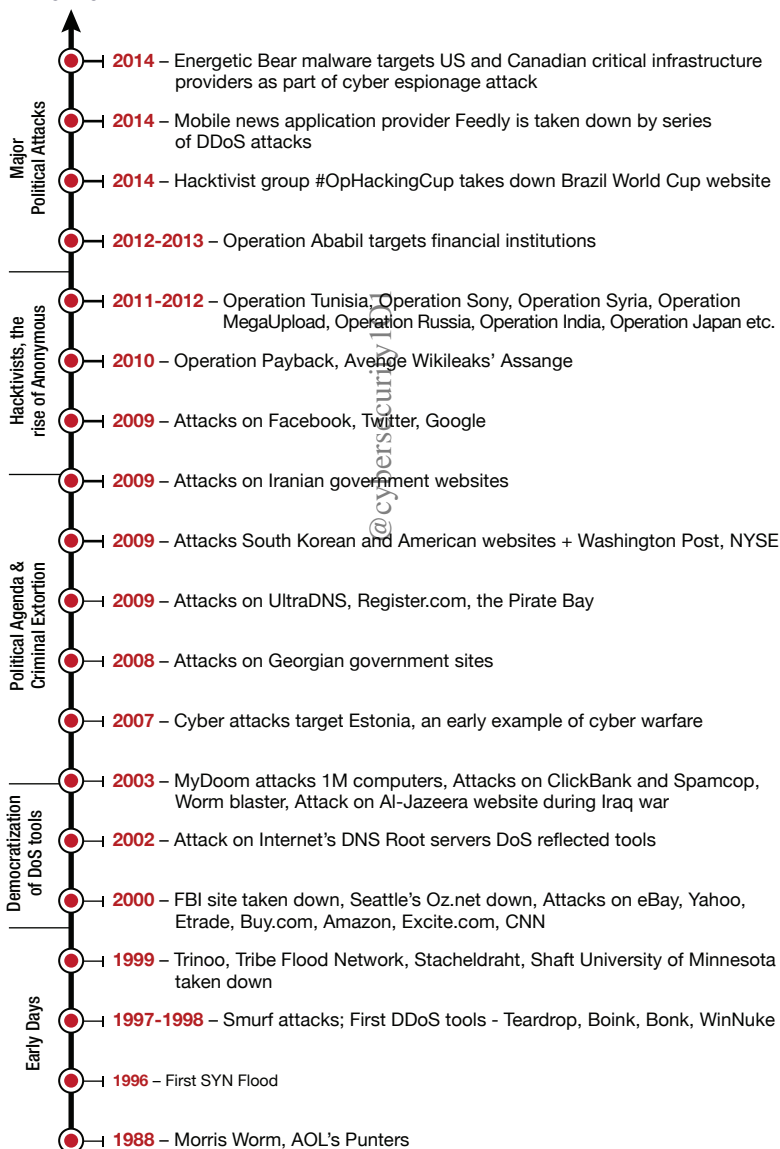 2014 – Energetic Bear malware targets US and Canadian critical infrastructure
providers as part of cyber espionage attack
2014 – Mobile news application provider Feedly is taken down by series
of DDoS attacks
2014 – Hacktivist group #OpHackingCup takes down Brazil World Cup website
2012-2013 – Operation Ababil targets financial institutions
Major
Political Attacks
2011-2012 – Operation Tunisia, Operation Sony, Operation Syria, Operation
MegaUpload, Operation Russia, Operation India, Operation Japan etc.
2010 – Operation Payback, Avenge Wikileaks’ Assange
2009 – Attacks on Facebook, Twitter, Google
Hacktivists, the
rise of Anonymous
2009 – Attacks on Iranian government websites
2009 – Attacks South Korean and American websites + Washington Post, NYSE
2009 – Attacks on UltraDNS, Register.com, the Pirate Bay
2008 – Attacks on Georgian government sites
2007 – Cyber attacks target Estonia, an early example of cyber warfare
Political Agenda &
Criminal Extortion
2003 – MyDoom attacks 1M computers, Attacks on ClickBank and Spamcop,
Worm blaster, Attack on Al-Jazeera website during Iraq war
2002 – Attack on Internet’s DNS Root servers DoS reflected tools
2000 – FBI site taken down, Seattle’s Oz.net down, Attacks on eBay, Yahoo,
Etrade, Buy.com, Amazon, Excite.com, CNN
Democratization
of DoS tools
1999 – Trinoo, Tribe Flood Network, Stacheldraht, Shaft University of Minnesota
taken down
1997-1998 – Smurf attacks; First DDoS tools - Teardrop, Boink, Bonk, WinNuke
1996 – First SYN Flood
1988 – Morris Worm, AOL’s Punters
Early Days